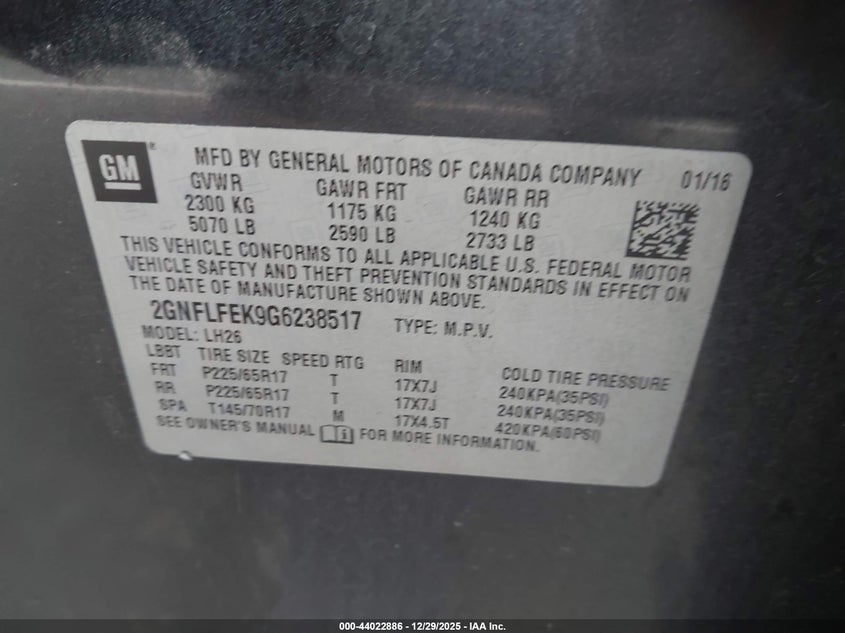 GM®
MFD BY GENERAL MOTORS OF CANADA COMPANY 01/16
GVWR GAWR FRT GAWR RR
2300 KG 1175 KG 1240 KG
5070 LB 2590 LB 2733 LB
THIS VEHICLE CONFORMS TO ALL APPLICABLE U.S. FEDERAL MOTOR
VEHICLE SAFETY AND THEFT PREVENTION STANDARDS IN EFFECT ON
THE DATE OF MANUFACTURE SHOWN ABOVE.
2GNFLFEK9G6238517 TYPE: M.P.V.
MODEL: LH26
LBBT TIRE SIZE SPEED RTG RIM COLD TIRE PRESSURE
FRT P225/65R17 T 17X7J 240KPA(35PSI)
RR P225/65R17 T 17X7J 240KPA(35PSI)
SPA T145/70R17 M 17X4.5T 420KPA(60PSI)
SEE OWNER'S MANUAL FOR MORE INFORMATION.
000-44022886 - 12/29/2025 - IAA Inc.